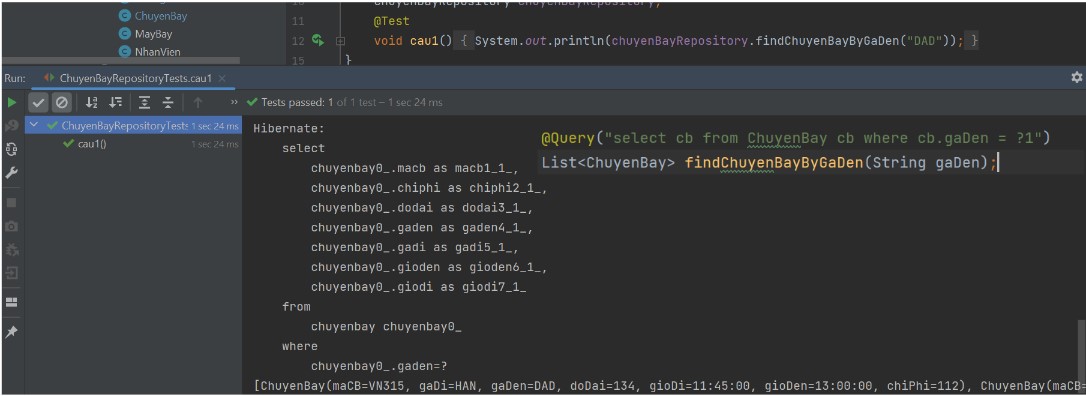 ChuyenBay
MayBay
NhanVien
11
@Test
12
void cau1() { System.out.println(chuyenBayRepository.findChuyenBayByGaDen("DAD")); }
15
}
Run:
ChuyenBayRepositoryTests.cau1 ×
»
Tests passed: 1 of 1 test – 1 sec 24 ms
ChuyenBayRepositoryTests 1 sec 24 ms
cau1() 1 sec 24 ms
Hibernate:
select
chuyenbay0_.macb as macb1_1_,
chuyenbay0_.chiphi as chiphi2_1_,
chuyenbay0_.dodai as dodai3_1_,
chuyenbay0_.gaden as gaden4_1_,
chuyenbay0_.gadi as gadi5_1_,
chuyenbay0_.gioden as gioden6_1_,
chuyenbay0_.giodi as giodi7_1_
from
chuyenbay chuyenbay0_
where
chuyenbay0_.gaden=?
[ChuyenBay(maCB=VN315, gaDi=HAN, gaDen=DAD, doDai=134, gioDi=11:45:00, gioDen=13:00:00, chiPhi=112), ChuyenBay(maCB=
@Query("select cb from ChuyenBay cb where cb.gaDen = ?1")
List<ChuyenBay> findChuyenBayByGaDen(String gaDen);